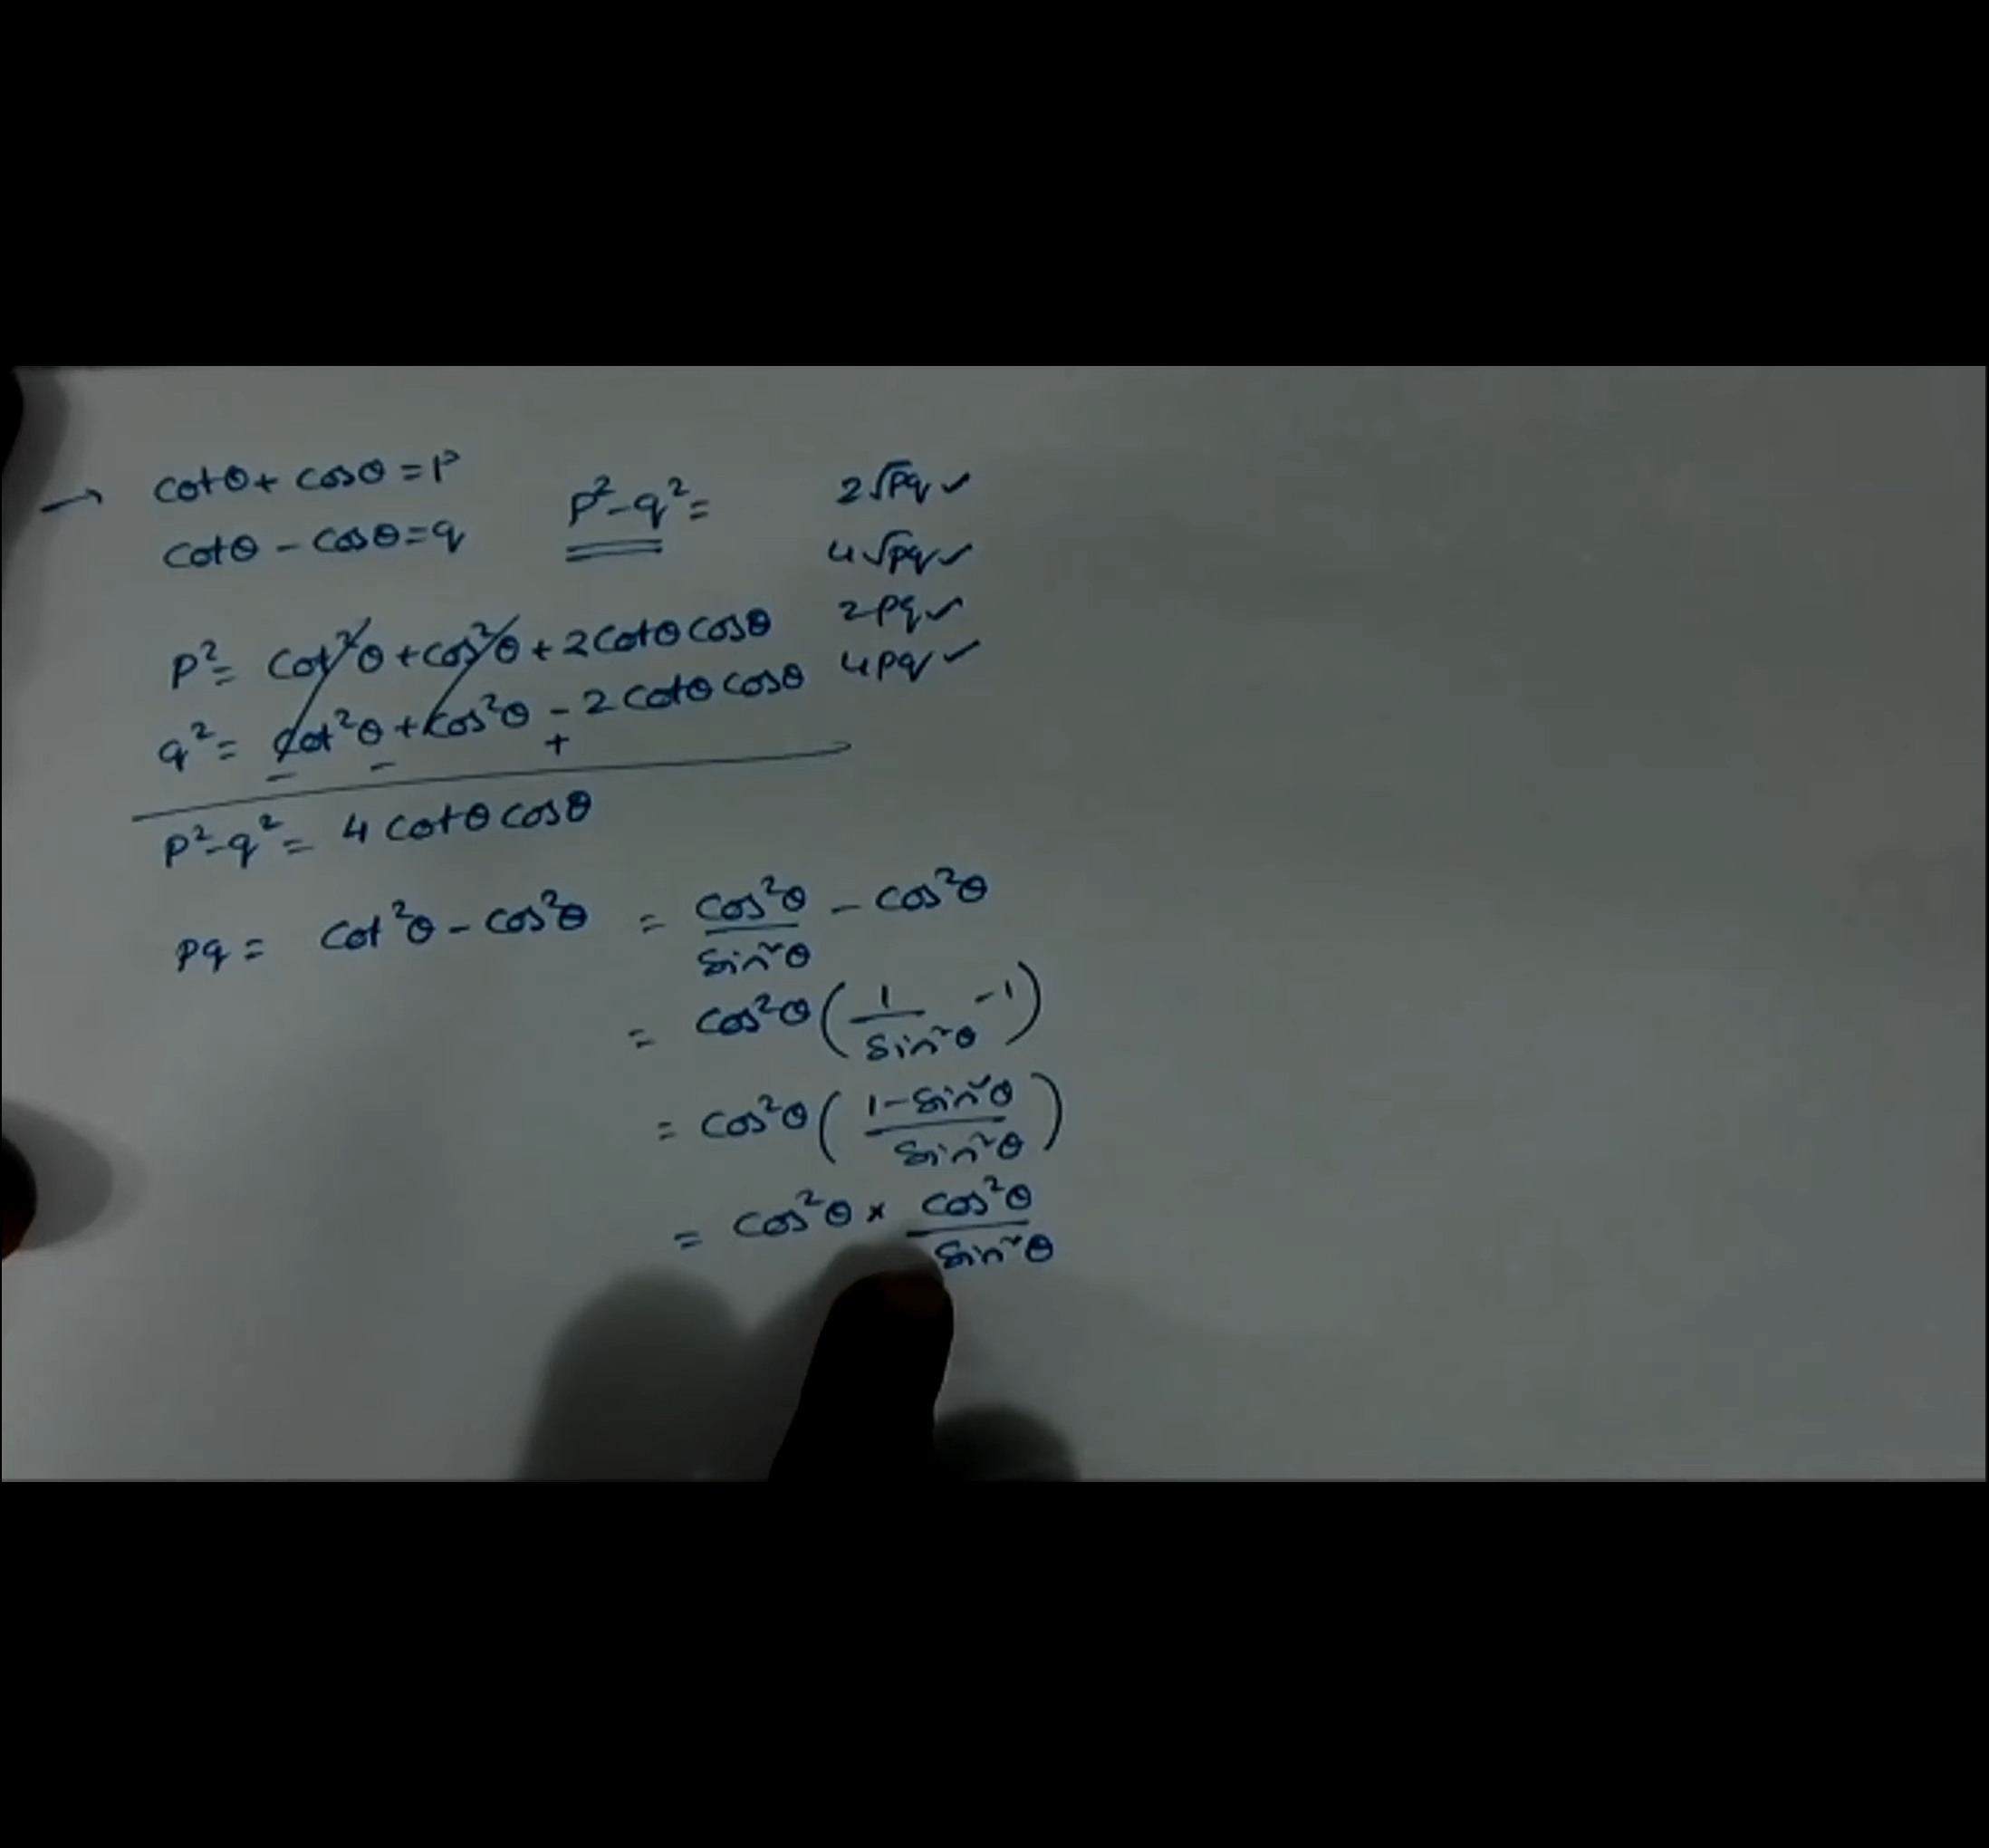 → cotθ + cosθ = P
cotθ - cosθ = q
P² - q² =
2√pq ✓
4√pq ✓
2pq ✓
4pq ✓
P² = cot²θ + cos²θ + 2cotθ cosθ
q² = cot²θ + cos²θ - 2 cotθ cosθ
- - +
P² - q² = 4 cotθ cosθ
pq = cot²θ - cos²θ = cos²θ/sin²θ - cos²θ
= cos²θ (1/sin²θ - 1)
= cos²θ (1 - sin²θ/sin²θ)
= cos²θ × cos²θ/sin²θ